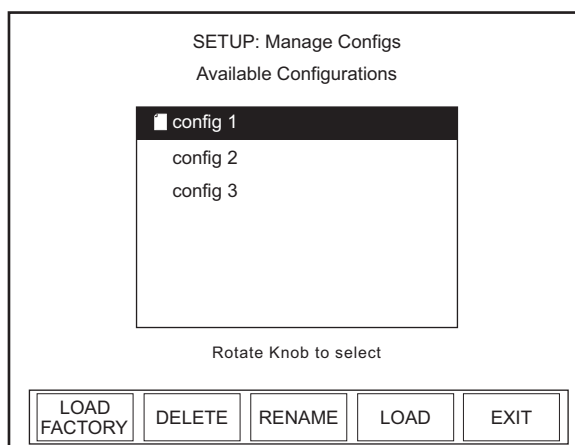 SETUP: Manage Configs
Available Configurations
config 1
config 2
config 3
Rotate Knob to select
LOAD
FACTORY
DELETE
RENAME
LOAD
EXIT